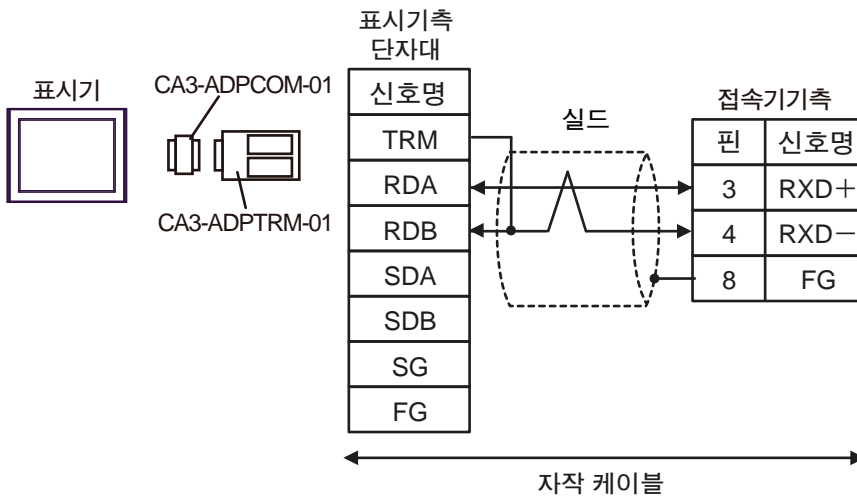 표시기
CA3-ADPCOM-01
CA3-ADPTRM-01
표시기측
단자대
신호명
TRM
RDA
RDB
SDA
SDB
SG
FG
실드
접속기기측
핀 신호명
3 RXD+
4 RXD−
8 FG
자작 케이블